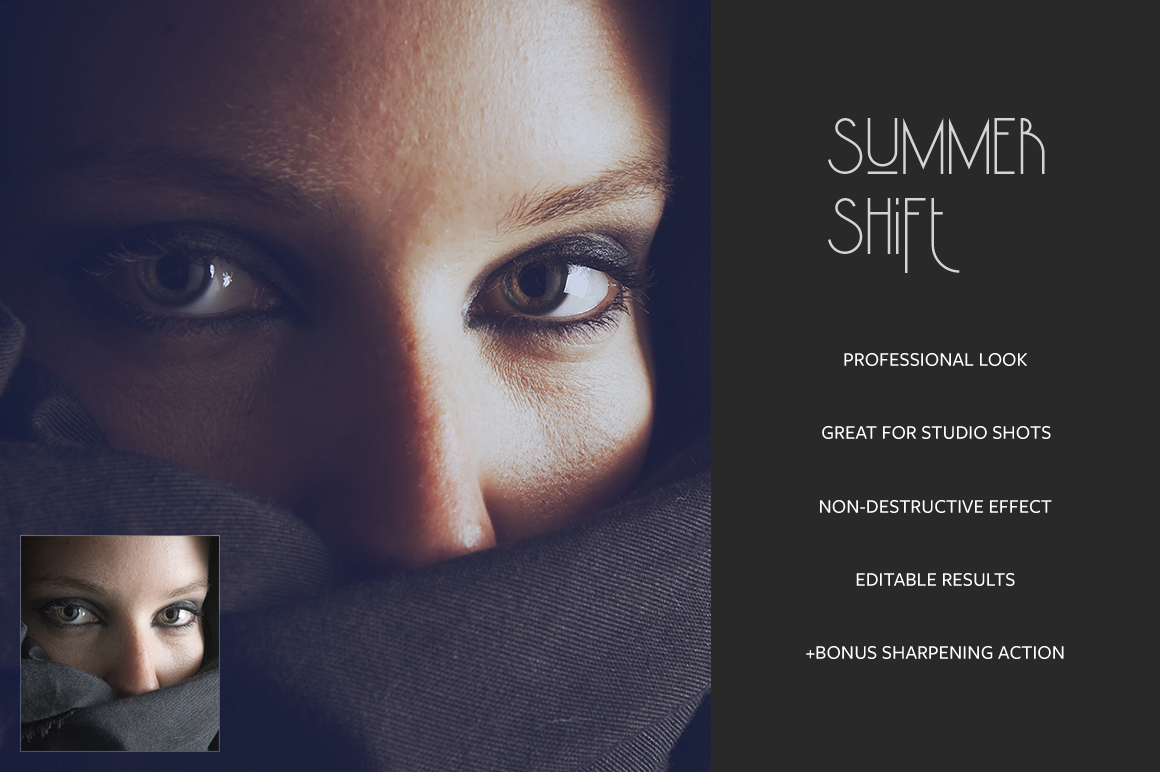 SUMMER
SHiFt
PROFESSIONAL LOOK
GREAT FOR STUDIO SHOTS
NON-DESTRUCTIVE EFFECT
EDITABLE RESULTS
+BONUS SHARPENING ACTION